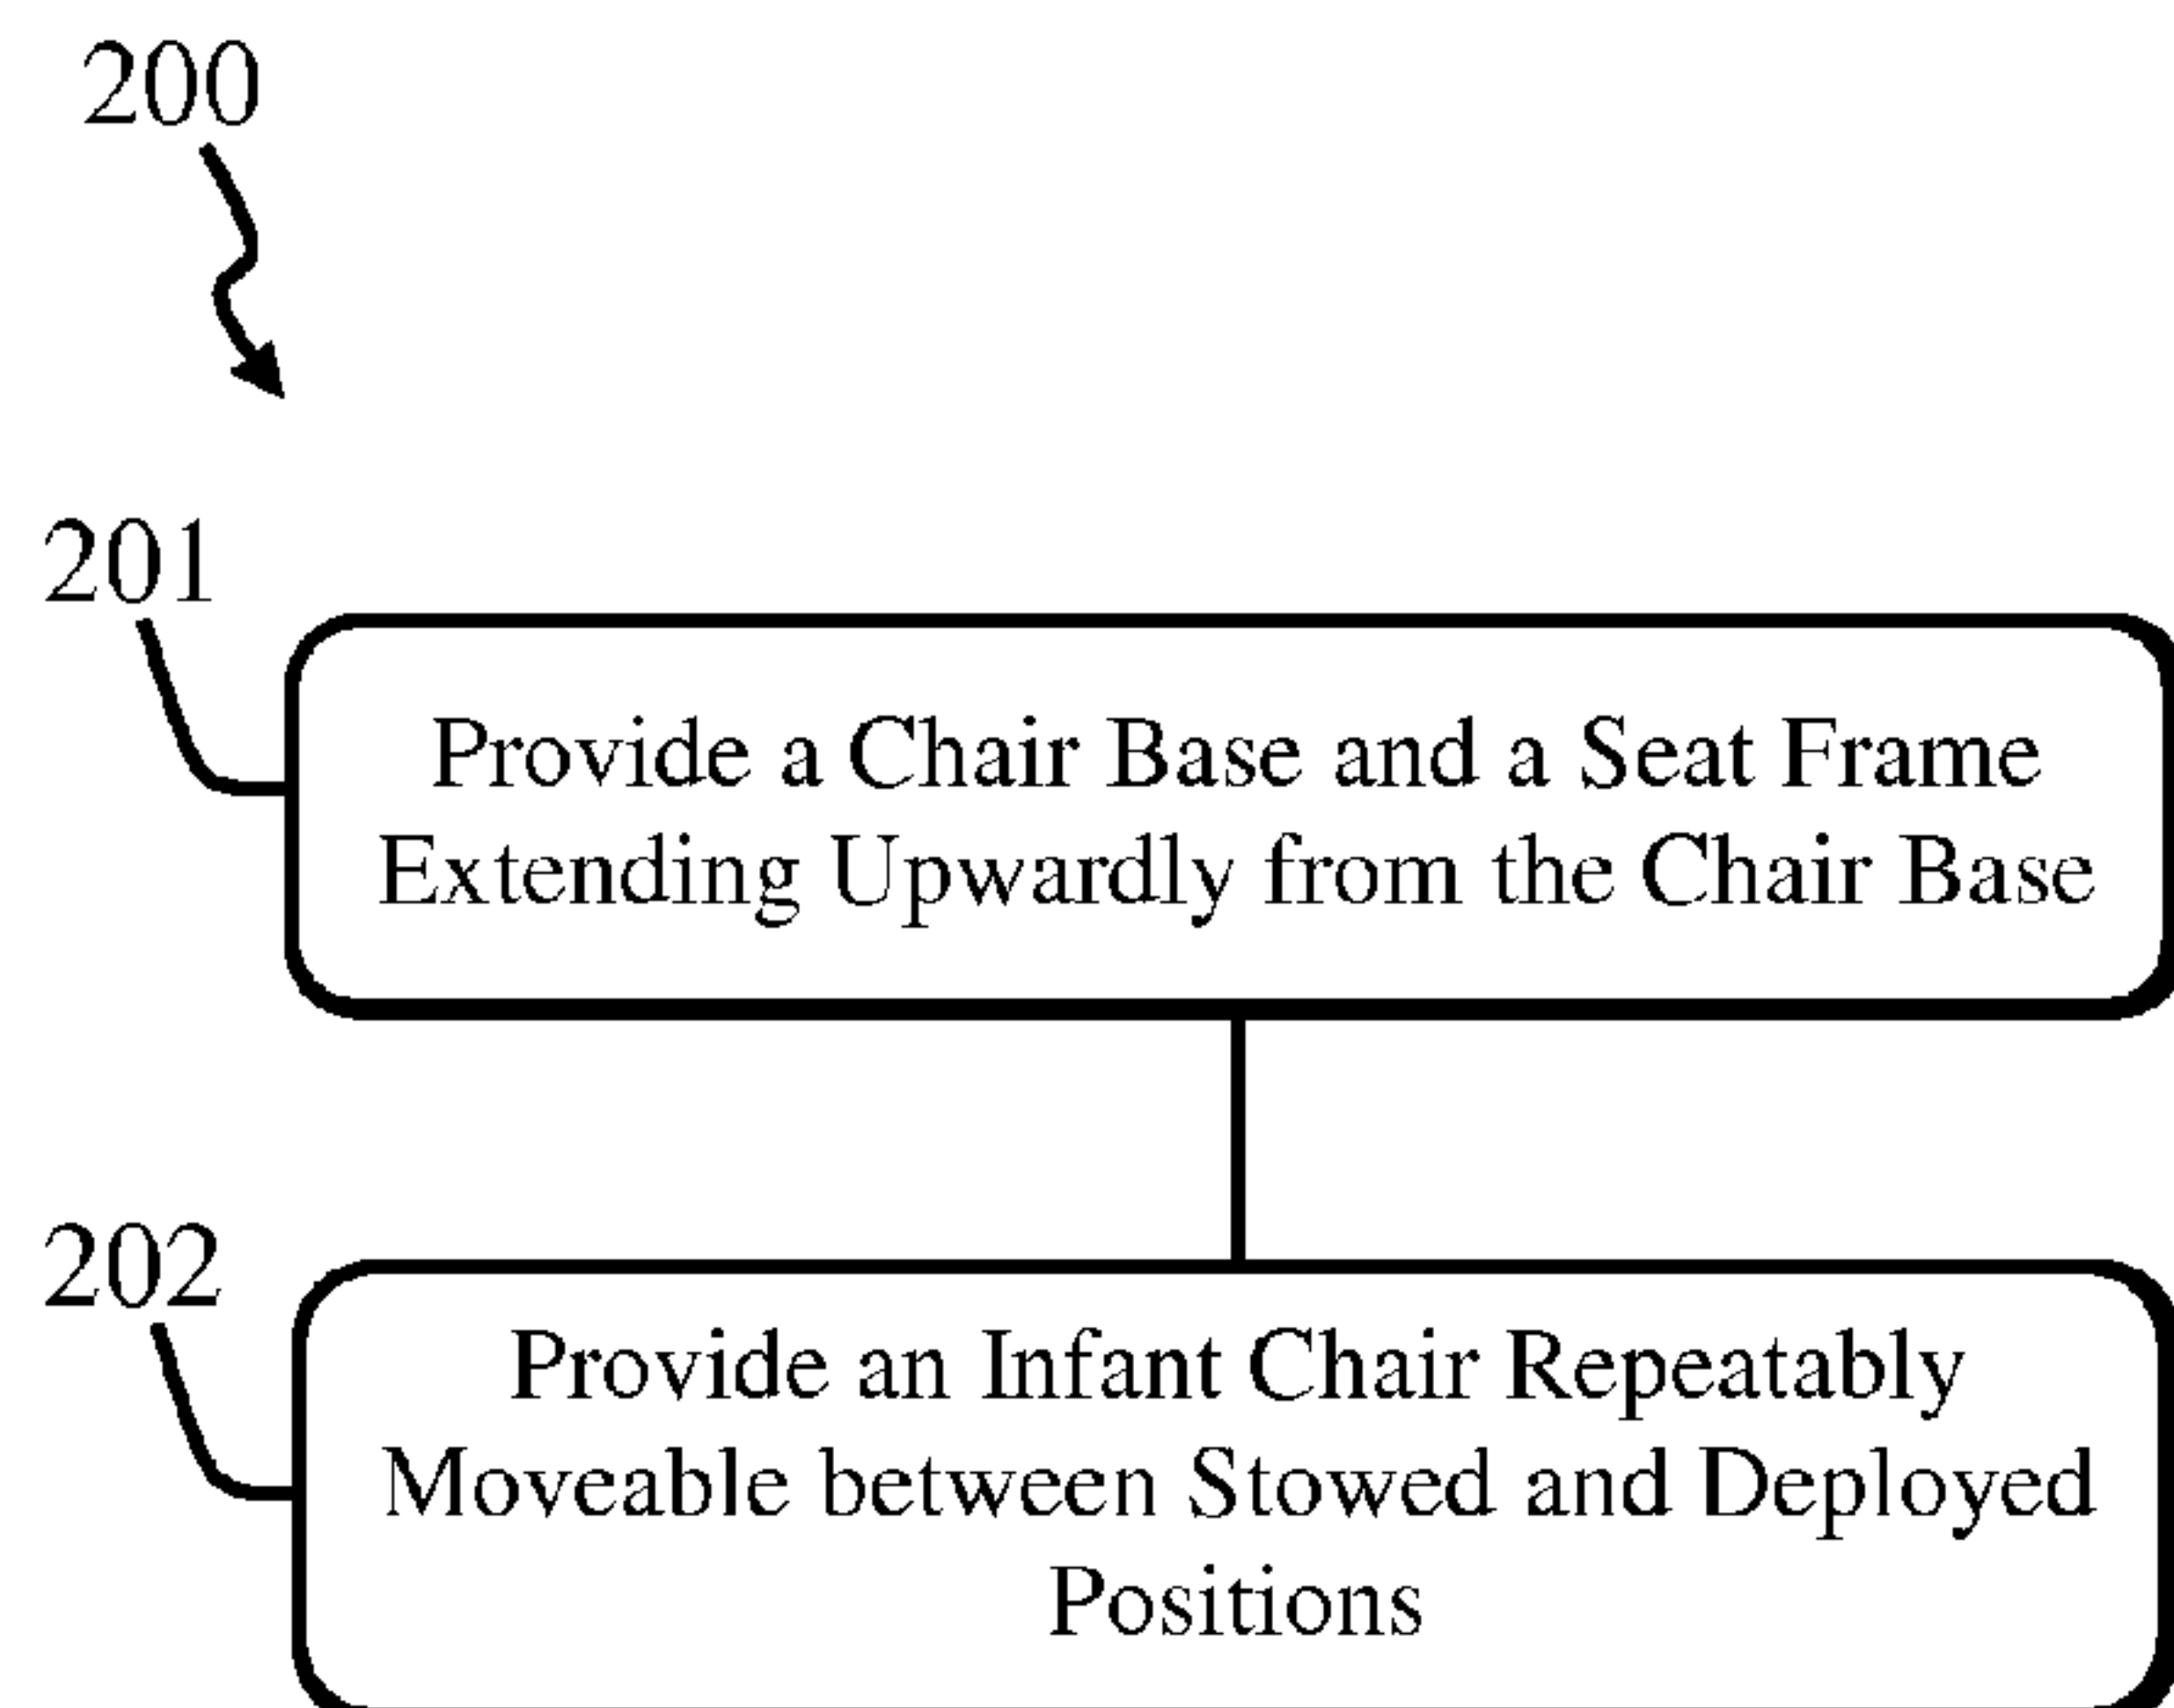 200
201
Provide a Chair Base and a Seat Frame
Extending Upwardly from the Chair Base
202
Provide an Infant Chair Repeatably
Moveable between Stowed and Deployed
Positions